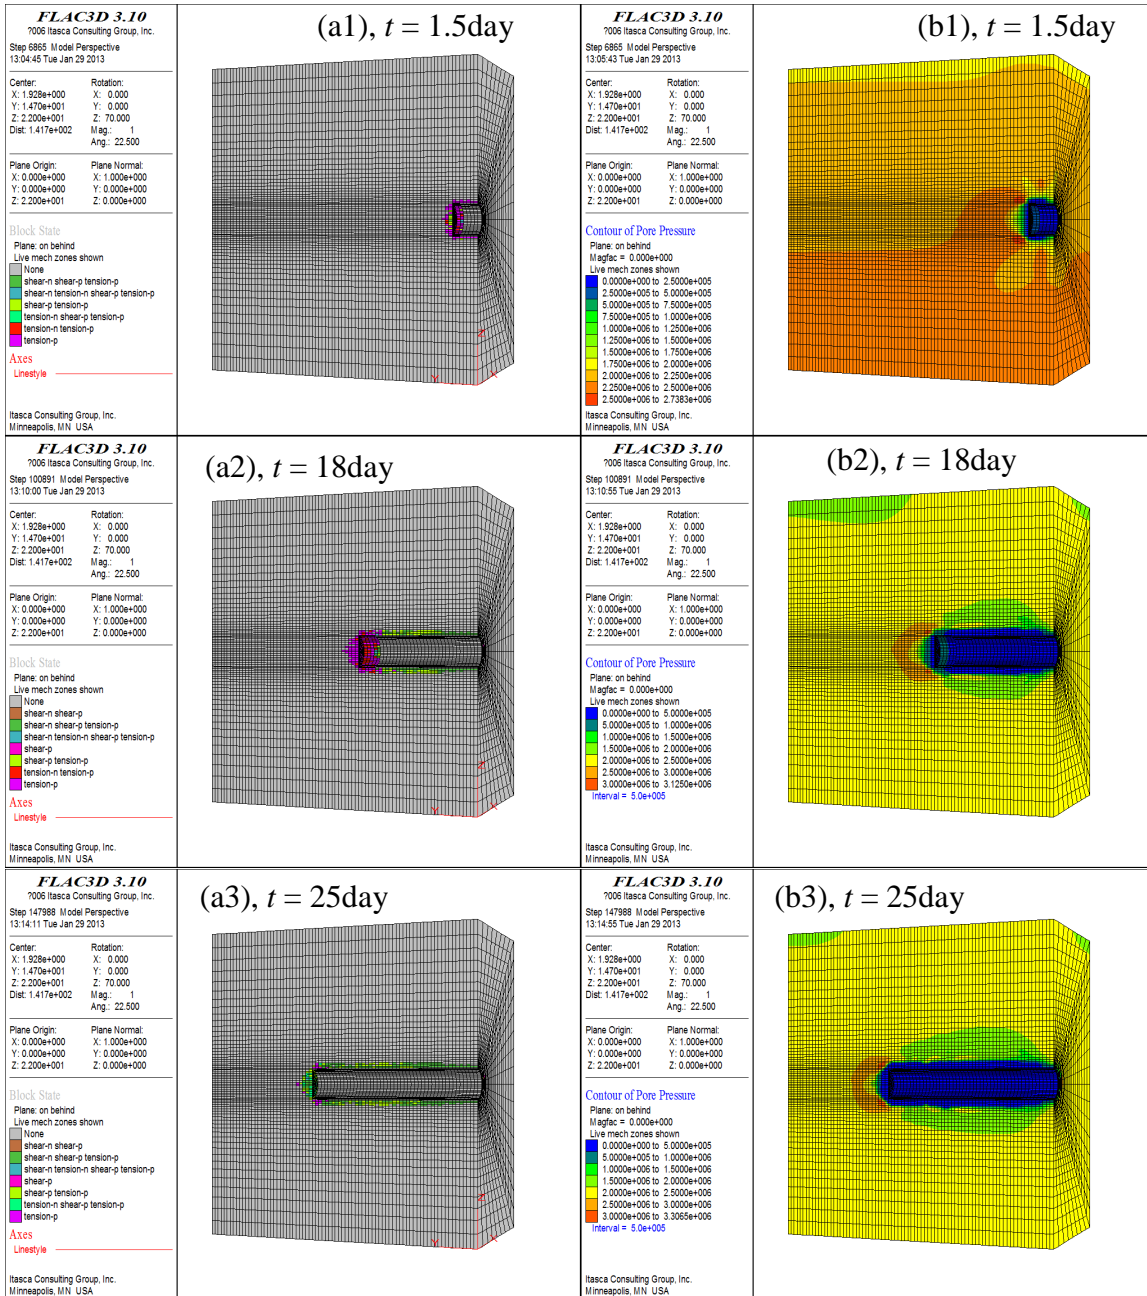 FLAC3D 3.10
?006 Itasca Consulting Group, Inc.
Step 6865 Model Perspective
13:04:45 Tue Jan 29 2013
Center: Rotation:
X: 1.928e+000 X: 0.000
Y: 1.470e+001 Y: 0.000
Z: 2.200e+001 Z: 70.000
Dist: 1.417e+002 Mag.: 1
Ang.: 22.500
Plane Origin: Plane Normal:
X: 0.000e+000 X: 1.000e+000
Y: 0.000e+000 Y: 0.000e+000
Z: 2.200e+001 Z: 0.000e+000
Block State
Plane: on behind
Live mech zones shown
None
shear-n shear-p tension-p
shear-n tension-n shear-p tension-p
shear-p tension-p
tension-n shear-p tension-p
tension-n tension-p
tension-p
Axes
Linestyle
Itasca Consulting Group, Inc.
Minneapolis, MN USA
(a1), t = 1.5day
Z
Y
X
FLAC3D 3.10
?006 Itasca Consulting Group, Inc.
Step 6865 Model Perspective
13:05:43 Tue Jan 29 2013
Center: Rotation:
X: 1.928e+000 X: 0.000
Y: 1.470e+001 Y: 0.000
Z: 2.200e+001 Z: 70.000
Dist: 1.417e+002 Mag.: 1
Ang.: 22.500
Plane Origin: Plane Normal:
X: 0.000e+000 X: 1.000e+000
Y: 0.000e+000 Y: 0.000e+000
Z: 2.200e+001 Z: 0.000e+000
Contour of Pore Pressure
Plane: on behind
Magfac = 0.000e+000
Live mech zones shown
0.0000e+000 to 2.5000e+005
2.5000e+005 to 5.0000e+005
5.0000e+005 to 7.5000e+005
7.5000e+005 to 1.0000e+006
1.0000e+006 to 1.2500e+006
1.2500e+006 to 1.5000e+006
1.5000e+006 to 1.7500e+006
1.7500e+006 to 2.0000e+006
2.0000e+006 to 2.2500e+006
2.2500e+006 to 2.5000e+006
2.5000e+006 to 2.7383e+006
Itasca Consulting Group, Inc.
Minneapolis, MN USA
(b1), t = 1.5day
FLAC3D 3.10
?006 Itasca Consulting Group, Inc.
Step 100891 Model Perspective
13:10:00 Tue Jan 29 2013
Center: Rotation:
X: 1.928e+000 X: 0.000
Y: 1.470e+001 Y: 0.000
Z: 2.200e+001 Z: 70.000
Dist: 1.417e+002 Mag.: 1
Ang.: 22.500
Plane Origin: Plane Normal:
X: 0.000e+000 X: 1.000e+000
Y: 0.000e+000 Y: 0.000e+000
Z: 2.200e+001 Z: 0.000e+000
Block State
Plane: on behind
Live mech zones shown
None
shear-n shear-p
shear-n shear-p tension-p
shear-n tension-n shear-p tension-p
shear-p
shear-p tension-p
tension-n tension-p
tension-p
Axes
Linestyle
Itasca Consulting Group, Inc.
Minneapolis, MN USA
(a2), t = 18day
Z
Y
X
FLAC3D 3.10
?006 Itasca Consulting Group, Inc.
Step 100891 Model Perspective
13:10:55 Tue Jan 29 2013
Center: Rotation:
X: 1.928e+000 X: 0.000
Y: 1.470e+001 Y: 0.000
Z: 2.200e+001 Z: 70.000
Dist: 1.417e+002 Mag.: 1
Ang.: 22.500
Plane Origin: Plane Normal:
X: 0.000e+000 X: 1.000e+000
Y: 0.000e+000 Y: 0.000e+000
Z: 2.200e+001 Z: 0.000e+000
Contour of Pore Pressure
Plane: on behind
Magfac = 0.000e+000
Live mech zones shown
0.0000e+000 to 5.0000e+005
5.0000e+005 to 1.0000e+006
1.0000e+006 to 1.5000e+006
1.5000e+006 to 2.0000e+006
2.0000e+006 to 2.5000e+006
2.5000e+006 to 3.0000e+006
3.0000e+006 to 3.1250e+006
Interval = 5.0e+005
Itasca Consulting Group, Inc.
Minneapolis, MN USA
(b2), t = 18day
FLAC3D 3.10
?006 Itasca Consulting Group, Inc.
Step 147988 Model Perspective
13:14:11 Tue Jan 29 2013
Center: Rotation:
X: 1.928e+000 X: 0.000
Y: 1.470e+001 Y: 0.000
Z: 2.200e+001 Z: 70.000
Dist: 1.417e+002 Mag.: 1
Ang.: 22.500
Plane Origin: Plane Normal:
X: 0.000e+000 X: 1.000e+000
Y: 0.000e+000 Y: 0.000e+000
Z: 2.200e+001 Z: 0.000e+000
Block State
Plane: on behind
Live mech zones shown
None
shear-n shear-p
shear-n shear-p tension-p
shear-n tension-n shear-p tension-p
shear-p
shear-p tension-p
tension-n shear-p tension-p
tension-p
Axes
Linestyle
Itasca Consulting Group, Inc.
Minneapolis, MN USA
(a3), t = 25day
Z
Y
X
FLAC3D 3.10
?006 Itasca Consulting Group, Inc.
Step 147988 Model Perspective
13:14:55 Tue Jan 29 2013
Center: Rotation:
X: 1.928e+000 X: 0.000
Y: 1.470e+001 Y: 0.000
Z: 2.200e+001 Z: 70.000
Dist: 1.417e+002 Mag.: 1
Ang.: 22.500
Plane Origin: Plane Normal:
X: 0.000e+000 X: 1.000e+000
Y: 0.000e+000 Y: 0.000e+000
Z: 2.200e+001 Z: 0.000e+000
Contour of Pore Pressure
Plane: on behind
Magfac = 0.000e+000
Live mech zones shown
0.0000e+000 to 5.0000e+005
5.0000e+005 to 1.0000e+006
1.0000e+006 to 1.5000e+006
1.5000e+006 to 2.0000e+006
2.0000e+006 to 2.5000e+006
2.5000e+006 to 3.0000e+006
3.0000e+006 to 3.3065e+006
Interval = 5.0e+005
Itasca Consulting Group, Inc.
Minneapolis, MN USA
(b3), t = 25day